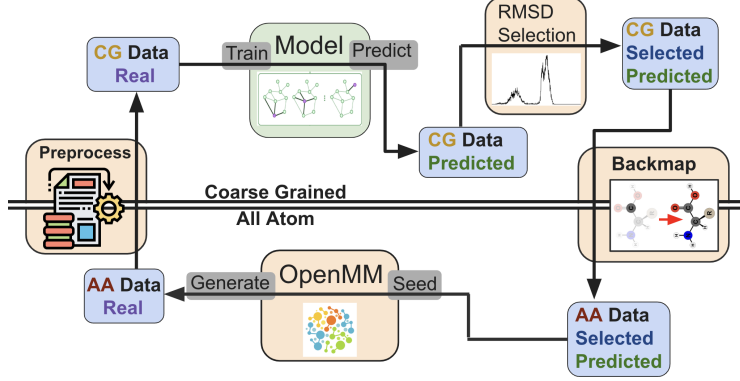 RMSD
Selection
CG Data
Real
Train
Model
Predict
CG Data
Selected
Predicted
CG Data
Predicted
Preprocess
Backmap
Coarse Grained
All Atom
AA Data
Real
Generate
OpenMM
Seed
AA Data
Selected
Predicted